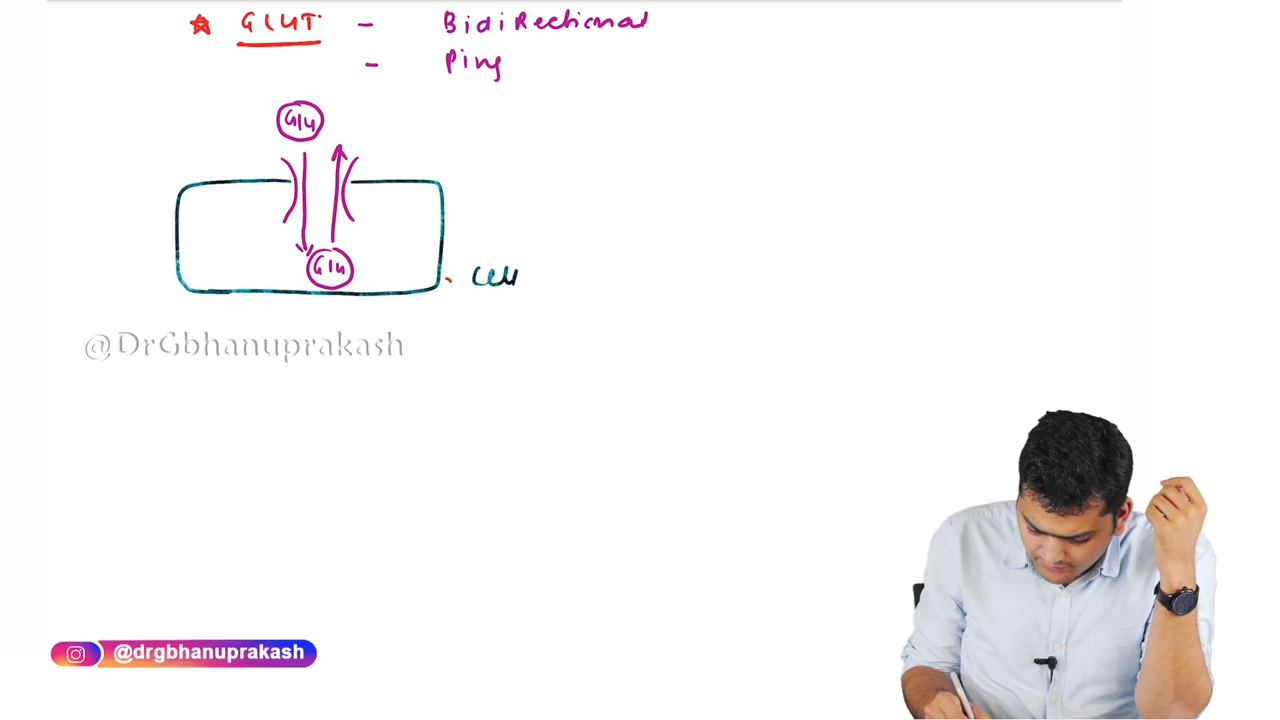 GLUT - Bidirectional
- Ping
Glu
Glu
Cell
@DrGbhanuprakash
@drgbhanuprakash